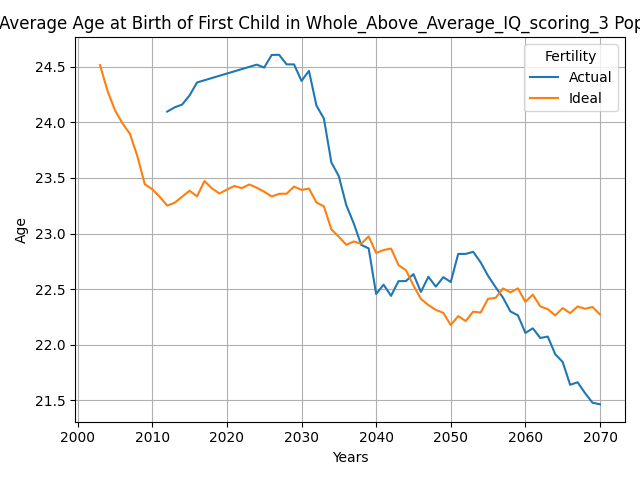 Average Age at Birth of First Child in Whole_Above_Average_IQ_scoring_3 Pop
Fertility
Actual
Ideal
24.5
24.0
23.5
23.0
22.5
22.0
21.5
Age
2000 2010 2020 2030 2040 2050 2060 2070
Years